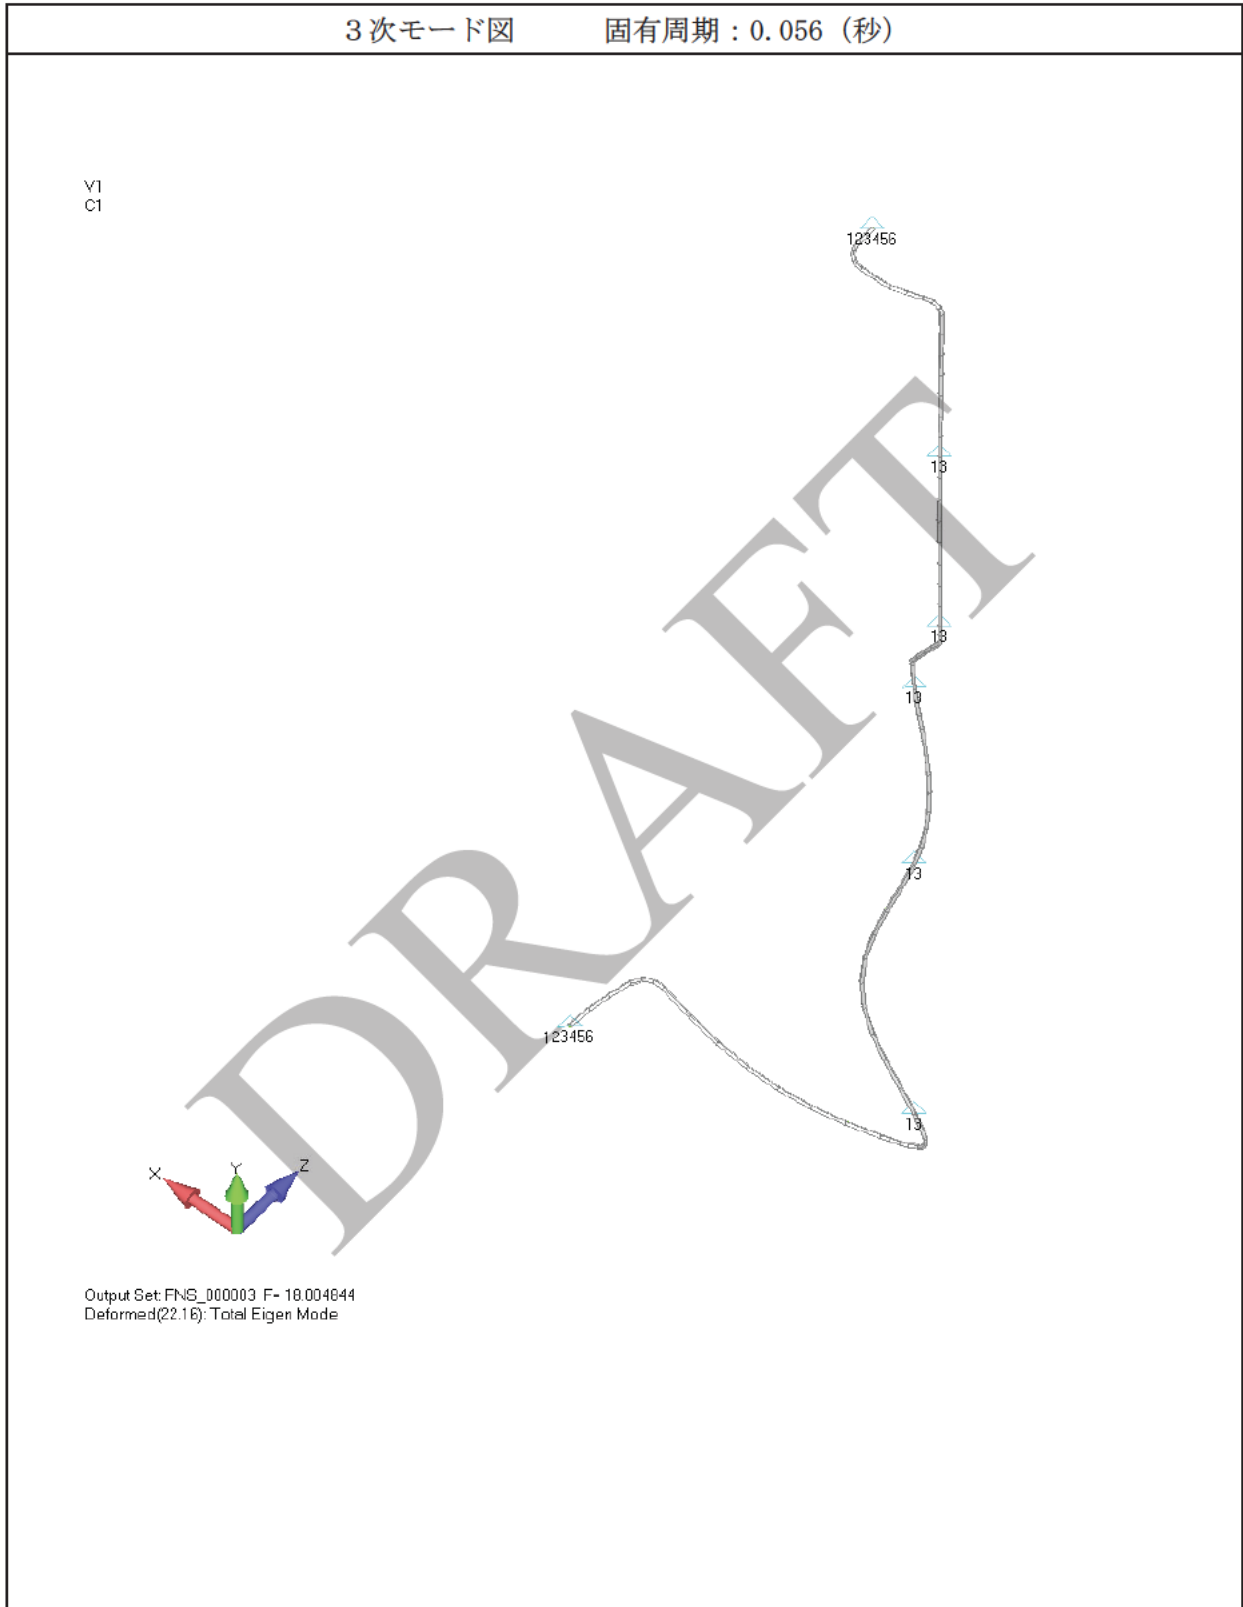 3次モード図　　固有周期：0.056（秒）
V1
C1
123456
13
13
13
13
123456
13
X
Y
Z
Output Set: FNS_000003 F- 18.004844
Deformed(22.16): Total Eigen Mode
DRAFT